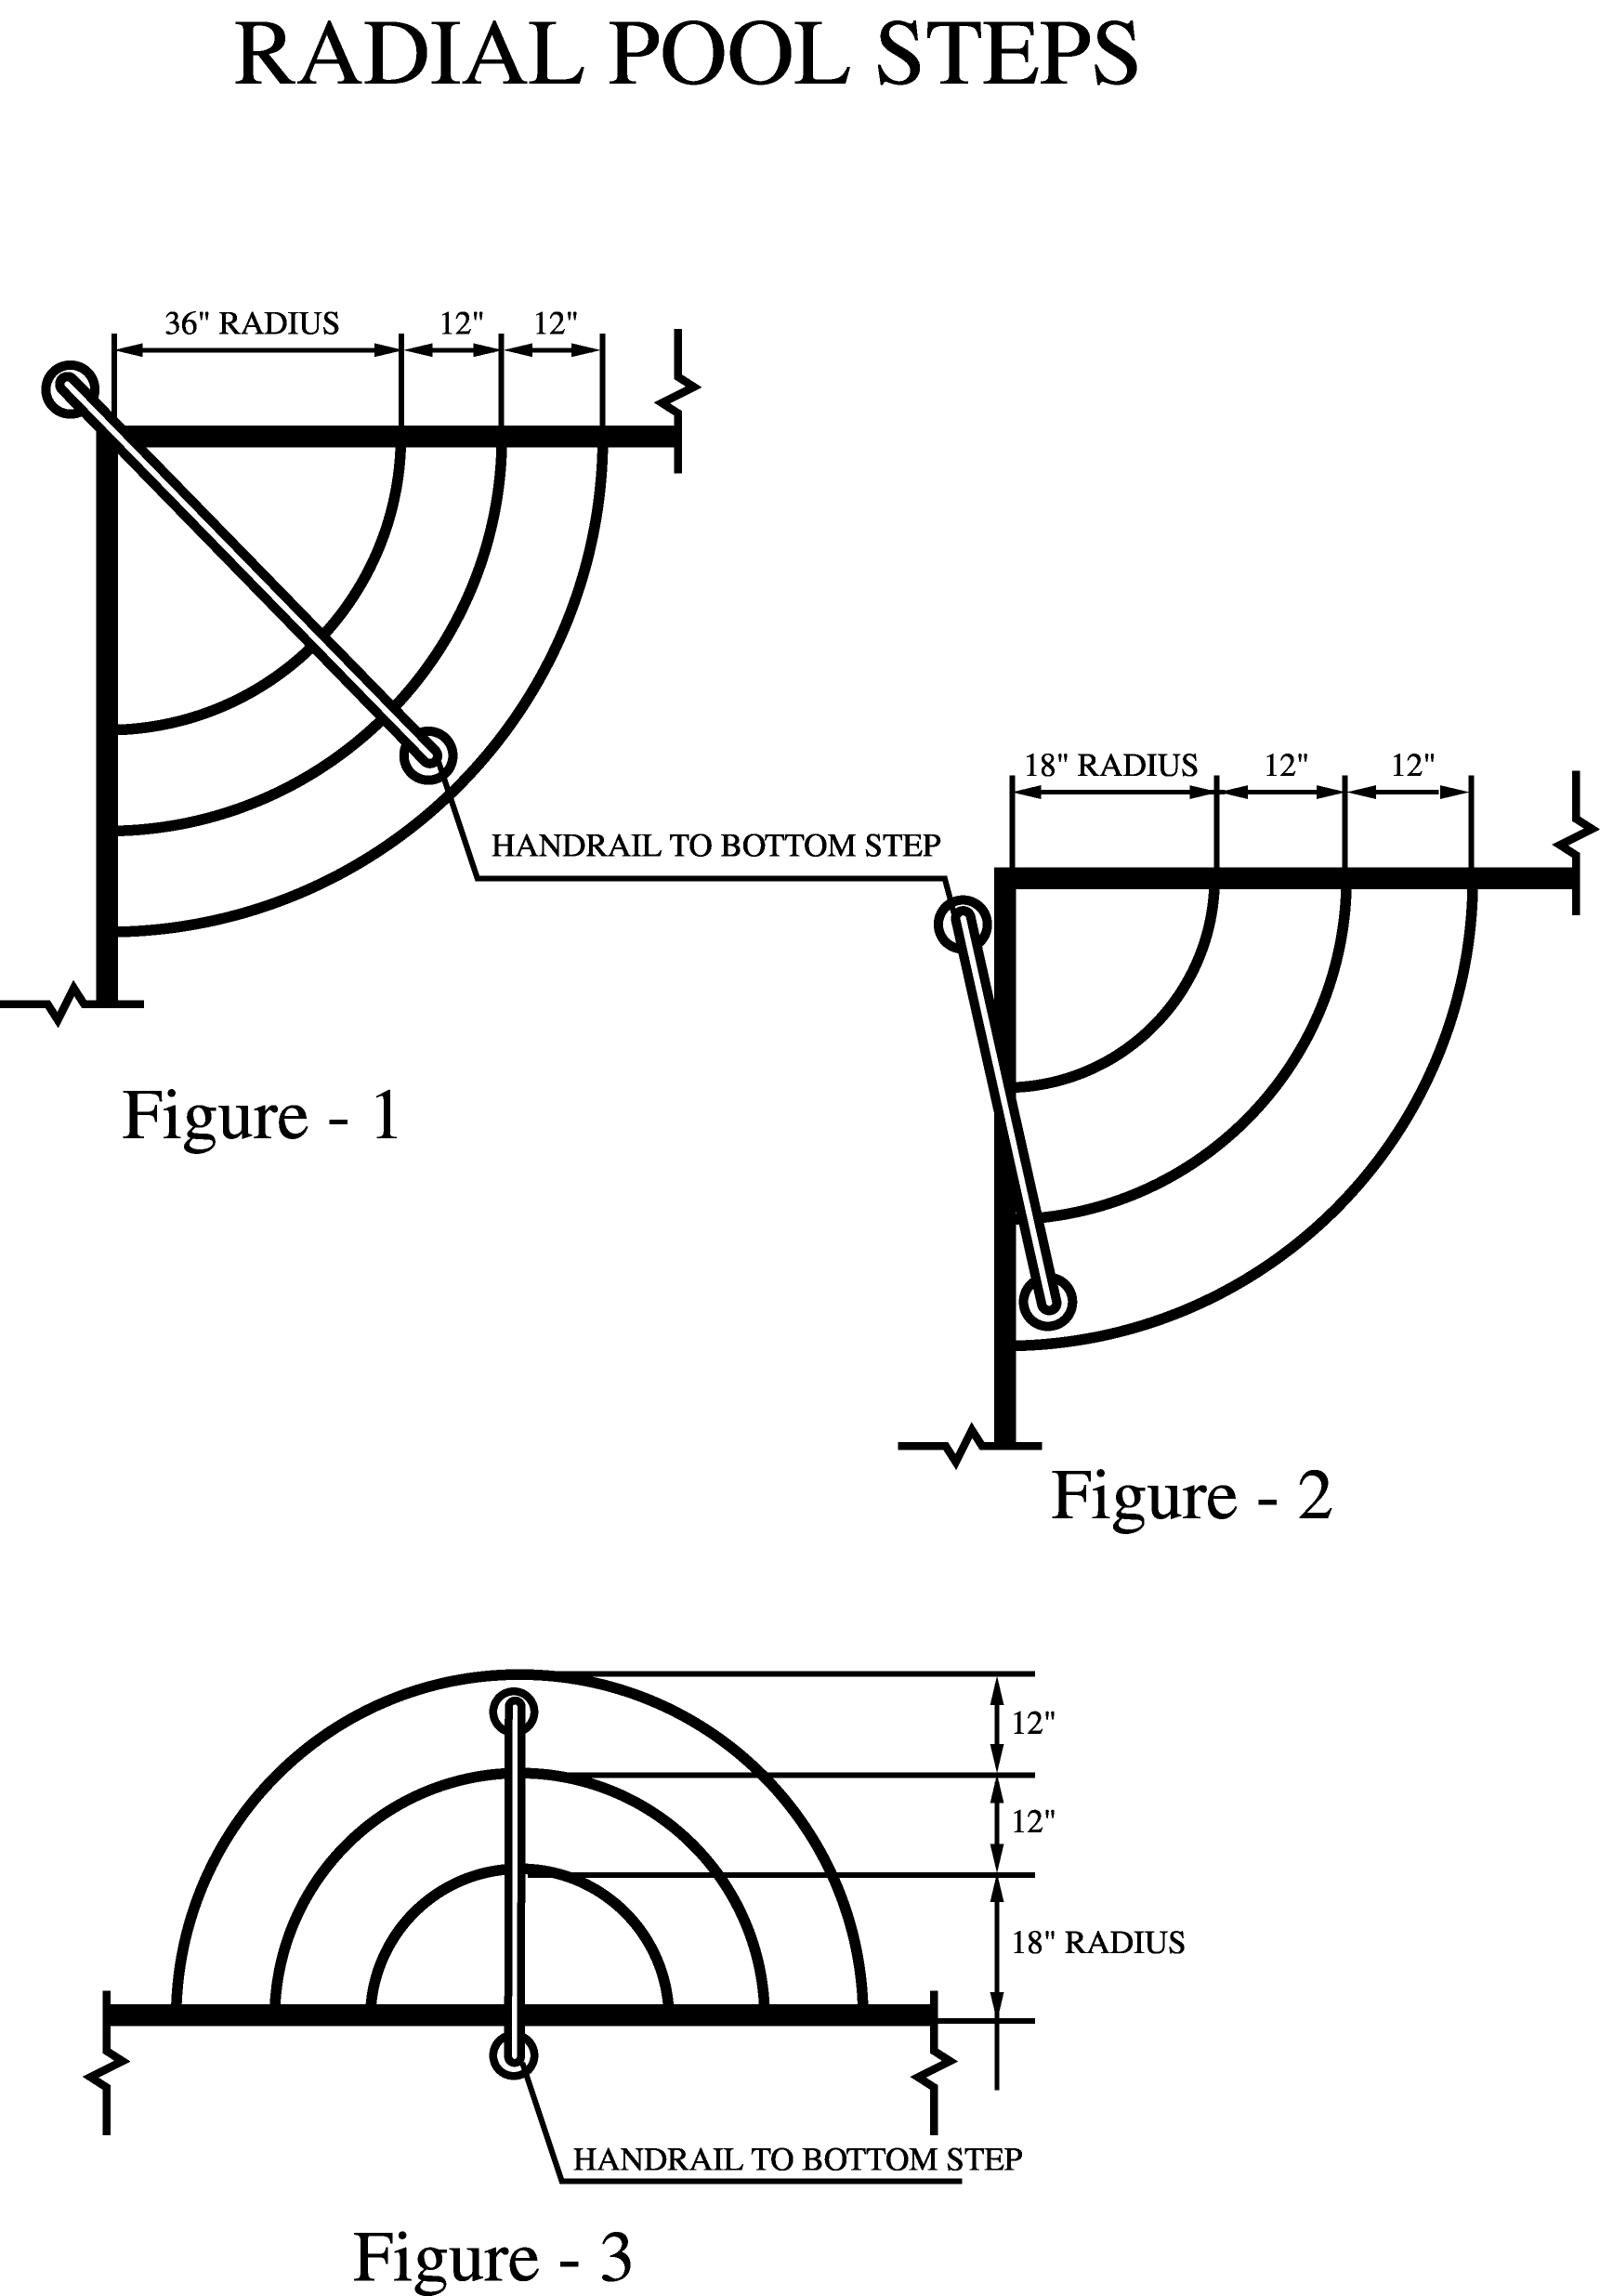 RADIAL POOL STEPS
36" RADIUS 12" 12"
18" RADIUS 12" 12"
HANDRAIL TO BOTTOM STEP
Figure - 1
Figure - 2
12"
12"
18" RADIUS
HANDRAIL TO BOTTOM STEP
Figure - 3